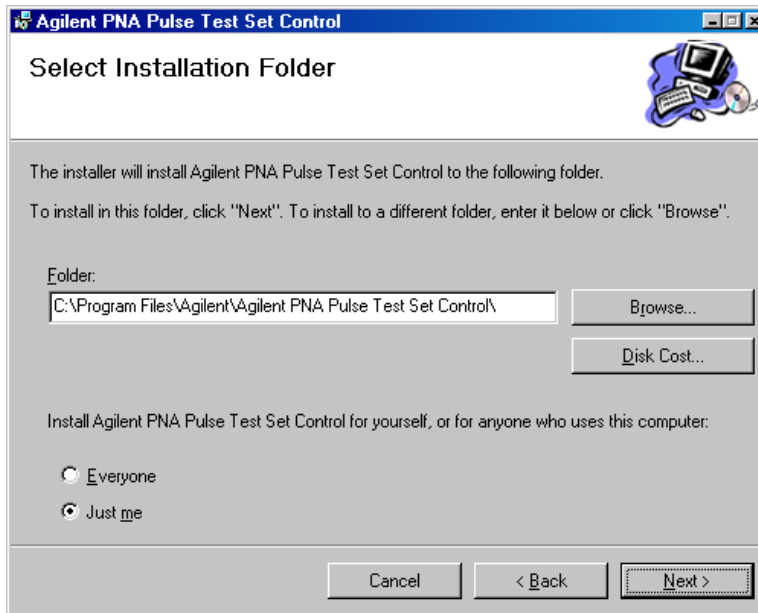 Agilent PNA Pulse Test Set Control
Select Installation Folder
The installer will install Agilent PNA Pulse Test Set Control to the following folder.
To install in this folder, click "Next". To install to a different folder, enter it below or click "Browse".
Folder:
C:\Program Files\Agilent\Agilent PNA Pulse Test Set Control\
Browse...
Disk Cost...
Install Agilent PNA Pulse Test Set Control for yourself, or for anyone who uses this computer:
Everyone
Just me
Cancel
< Back
Next >